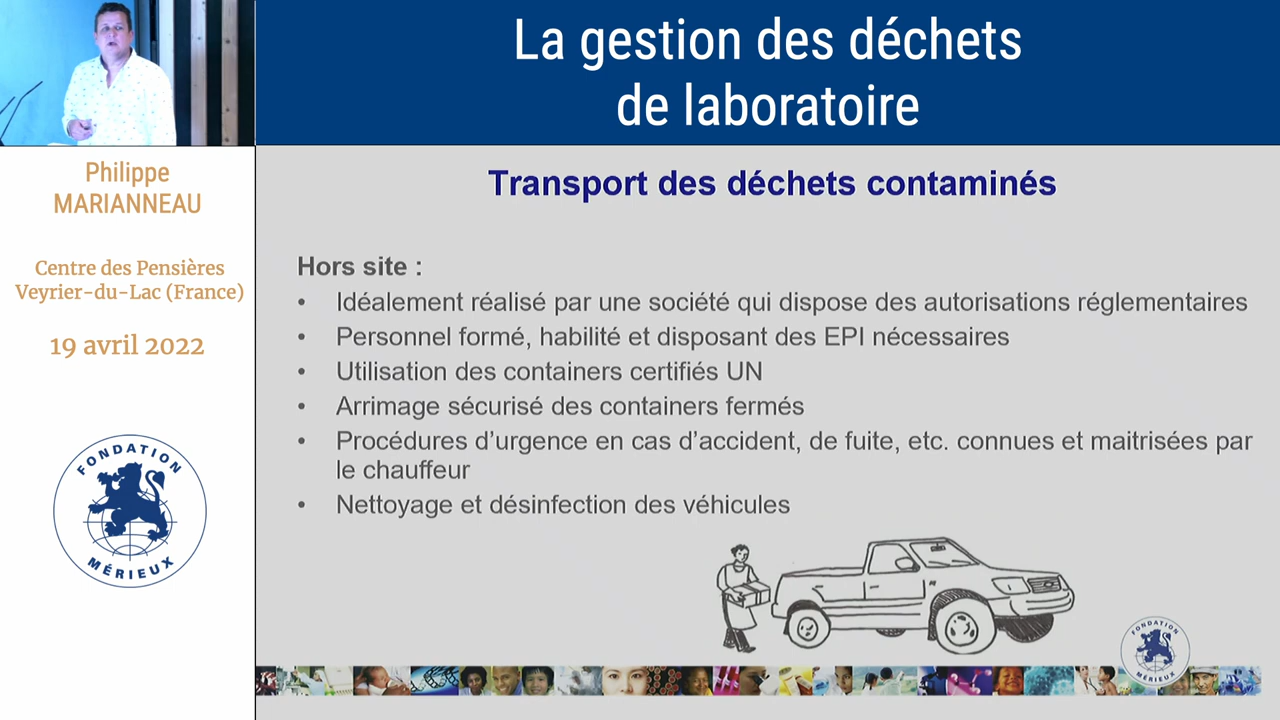 La gestion des déchets
de laboratoire
Philippe
MARIANNEAU
Centre des Pensières
Veyrier-du-Lac (France)
19 avril 2022
FONDATION
MÉRIEUX
Transport des déchets contaminés
Hors site :
• Idéalement réalisé par une société qui dispose des autorisations réglementaires
• Personnel formé, habilité et disposant des EPI nécessaires
• Utilisation des containers certifiés UN
• Arrimage sécurisé des containers fermés
• Procédures d’urgence en cas d’accident, de fuite, etc. connues et maitrisées par
le chauffeur
• Nettoyage et désinfection des véhicules
FONDATION
MÉRIEUX